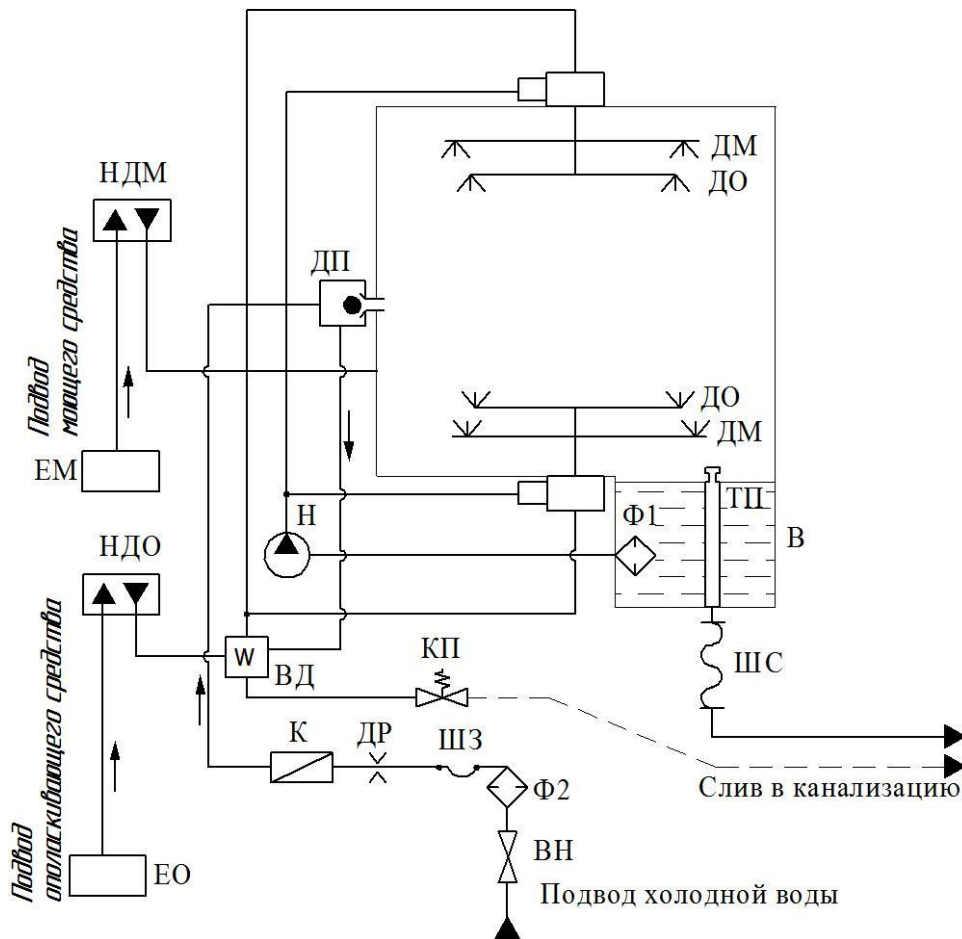 ДМ
ДО
НДМ
ДП
Подвод
моющего средства
ДО
ДМ
ЕМ
ТП
Н
Ф1
В
НДО
ВД
КП
ШС
К
ДР
ШЗ
Ф2
Слив в канализацию
Подвод
ополаскивающего средства
W
ВН
ЕО
Подвод холодной воды